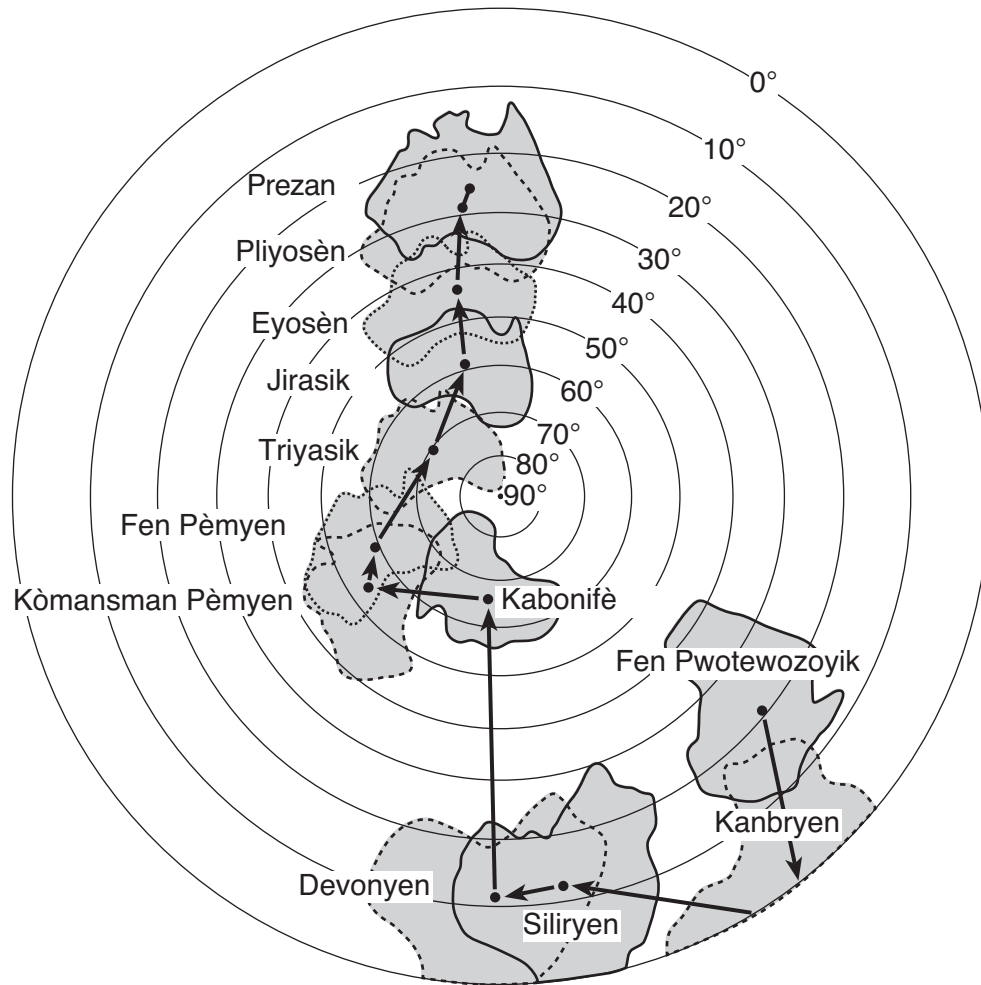 0°
10°
20°
30°
40°
50°
60°
70°
80°
90°
Prezan
Pliyosèn
Eyosèn
Jirasik
Triyasik
Fen Pèmyen
Kòmansman Pèmyen
Kabonifè
Fen Pwotewozoyik
Kanbryen
Devonyen
Siliryen